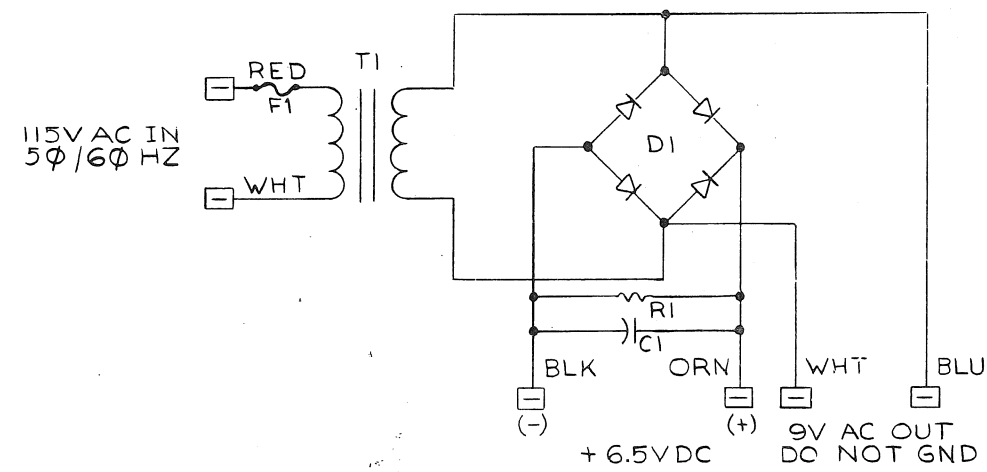 T1
RED
F1
115V AC IN
5Ø/6Ø HZ
WHT
D1
R1
C1
BLK
ORN
WHT
BLU
(-)
(+)
+6.5VDC
9V AC OUT
DO NOT GND